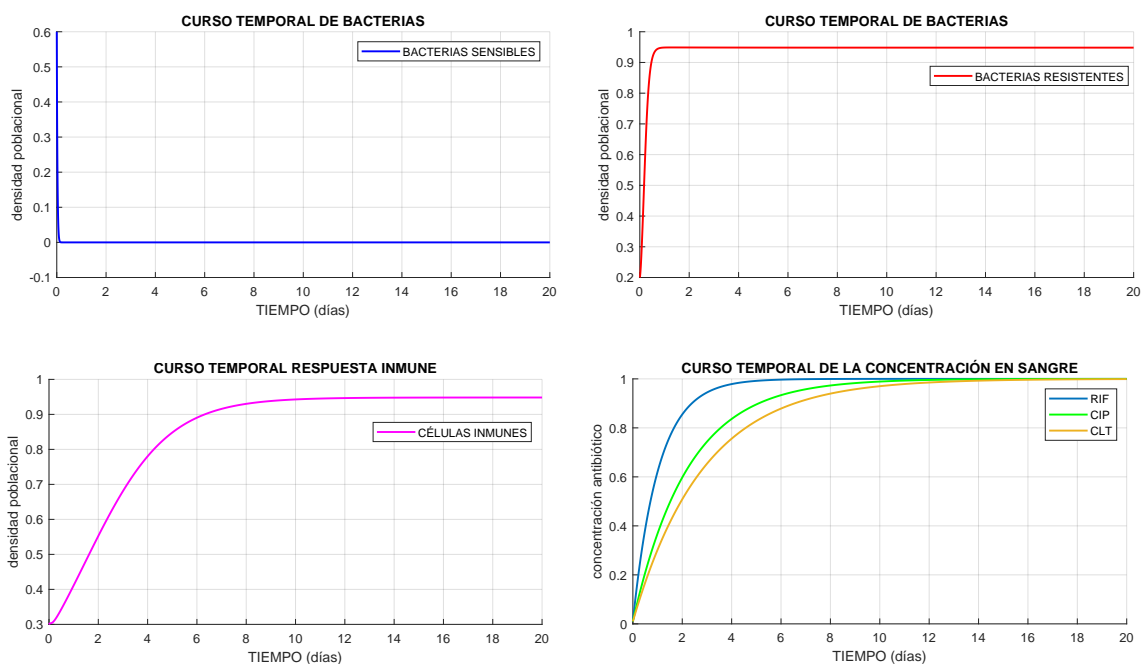 CURSO TEMPORAL DE BACTERIAS
0.6
0.5
0.4
0.3
0.2
0.1
0
-0.1
densidad poblacional
BACTERIAS SENSIBLES
0 2 4 6 8 10 12 14 16 18 20
TIEMPO (días)
CURSO TEMPORAL DE BACTERIAS
1
0.9
0.8
0.7
0.6
0.5
0.4
0.3
0.2
densidad poblacional
BACTERIAS RESISTENTES
0 2 4 6 8 10 12 14 16 18 20
TIEMPO (días)
CURSO TEMPORAL RESPUESTA INMUNE
1
0.9
0.8
0.7
0.6
0.5
0.4
0.3
densidad poblacional
CÉLULAS INMUNES
0 2 4 6 8 10 12 14 16 18 20
TIEMPO (días)
CURSO TEMPORAL DE LA CONCENTRACIÓN EN SANGRE
1
0.8
0.6
0.4
0.2
0
concentración antibiótico
RIF
CIP
CLT
0 2 4 6 8 10 12 14 16 18 20
TIEMPO (días)